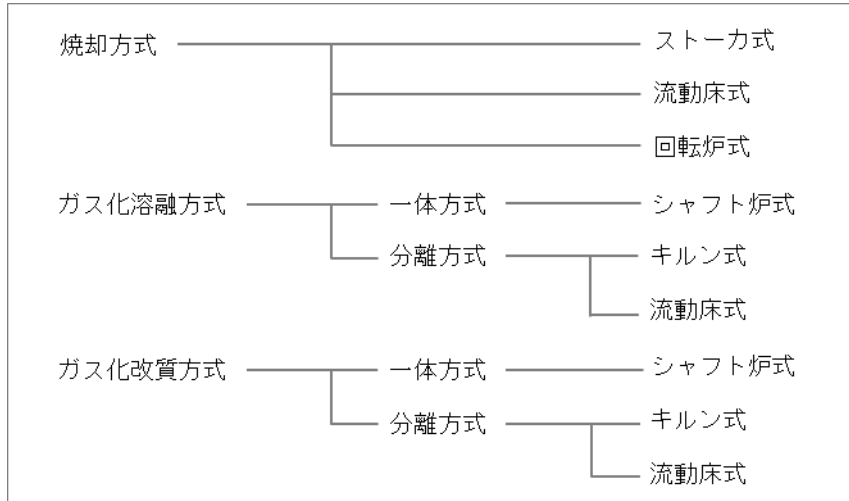 焼却方式 ストーカ式
流動床式
回転炉式
ガス化溶融方式 一体方式 シャフト炉式
分離方式 キルン式
流動床式
ガス化改質方式 一体方式 シャフト炉式
分離方式 キルン式
流動床式